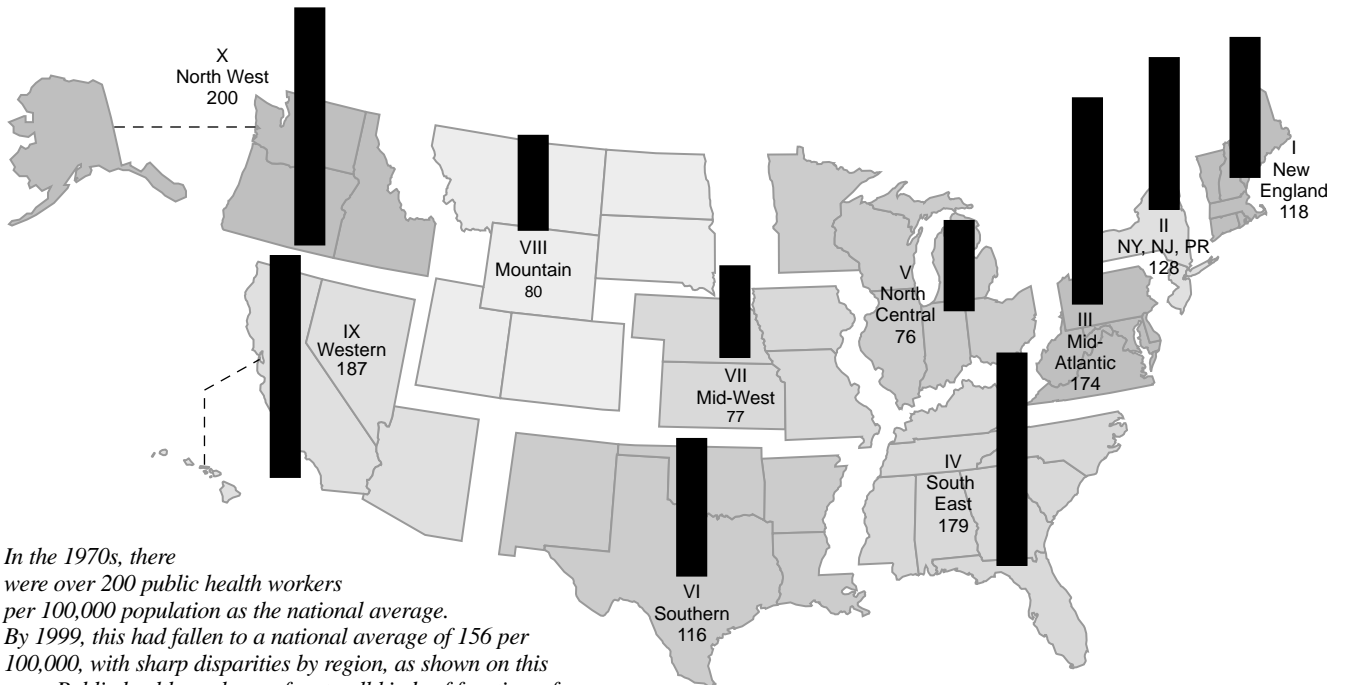 X
North West
200
VIII
Mountain
80
IX
Western
187
VII
Mid-West
77
V
North
Central
76
I
New
England
118
II
NY, NJ, PR
128
III
Mid-
Atlantic
174
IV
South
East
179
VI
Southern
116
In the 1970s, there
were over 200 public health workers
per 100,000 population as the national average.
By 1999, this had fallen to a national average of 156 per
100,000, with sharp disparities by region, as shown on this